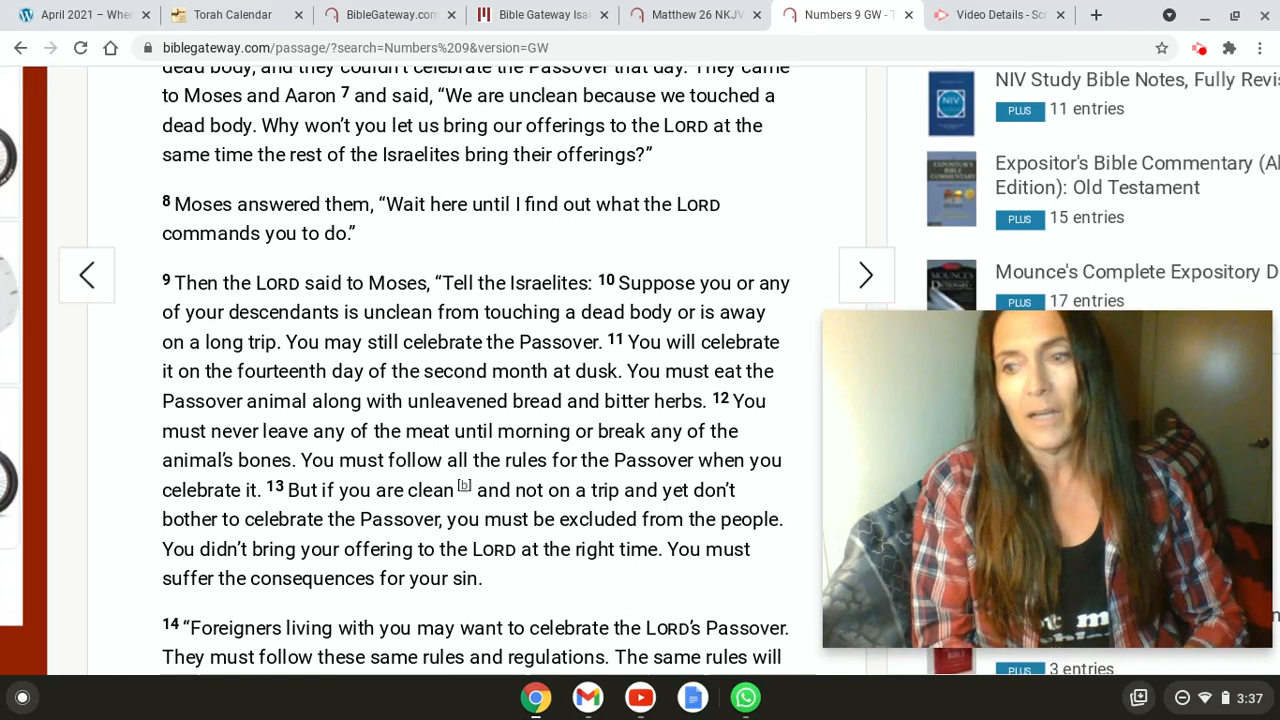 April 2021 – Wher
Torah Calendar
BibleGateway.com
Bible Gateway Isai
Matthew 26 NKJV
Numbers 9 GW - T
Video Details - Scr
biblegateway.com/passage/?search=Numbers%209&version=GW
dead body, and they couldn't celebrate the Passover that day. They came
to Moses and Aaron 7 and said, “We are unclean because we touched a
dead body. Why won’t you let us bring our offerings to the LORD at the
same time the rest of the Israelites bring their offerings?”
8 Moses answered them, “Wait here until I find out what the LORD
commands you to do.”
9 Then the LORD said to Moses, “Tell the Israelites: 10 Suppose you or any
of your descendants is unclean from touching a dead body or is away
on a long trip. You may still celebrate the Passover. 11 You will celebrate
it on the fourteenth day of the second month at dusk. You must eat the
Passover animal along with unleavened bread and bitter herbs. 12 You
must never leave any of the meat until morning or break any of the
animal’s bones. You must follow all the rules for the Passover when you
celebrate it. 13 But if you are clean [b] and not on a trip and yet don’t
bother to celebrate the Passover, you must be excluded from the people.
You didn’t bring your offering to the LORD at the right time. You must
suffer the consequences for your sin.
14 “Foreigners living with you may want to celebrate the LORD’s Passover.
They must follow these same rules and regulations. The same rules will
NIV Study Bible Notes, Fully Revis
PLUS 11 entries
NIV
Expositor's Bible Commentary (Al
Edition): Old Testament
PLUS 15 entries
Mounce's Complete Expository D
PLUS 17 entries
PLUS 3 entries
3:37